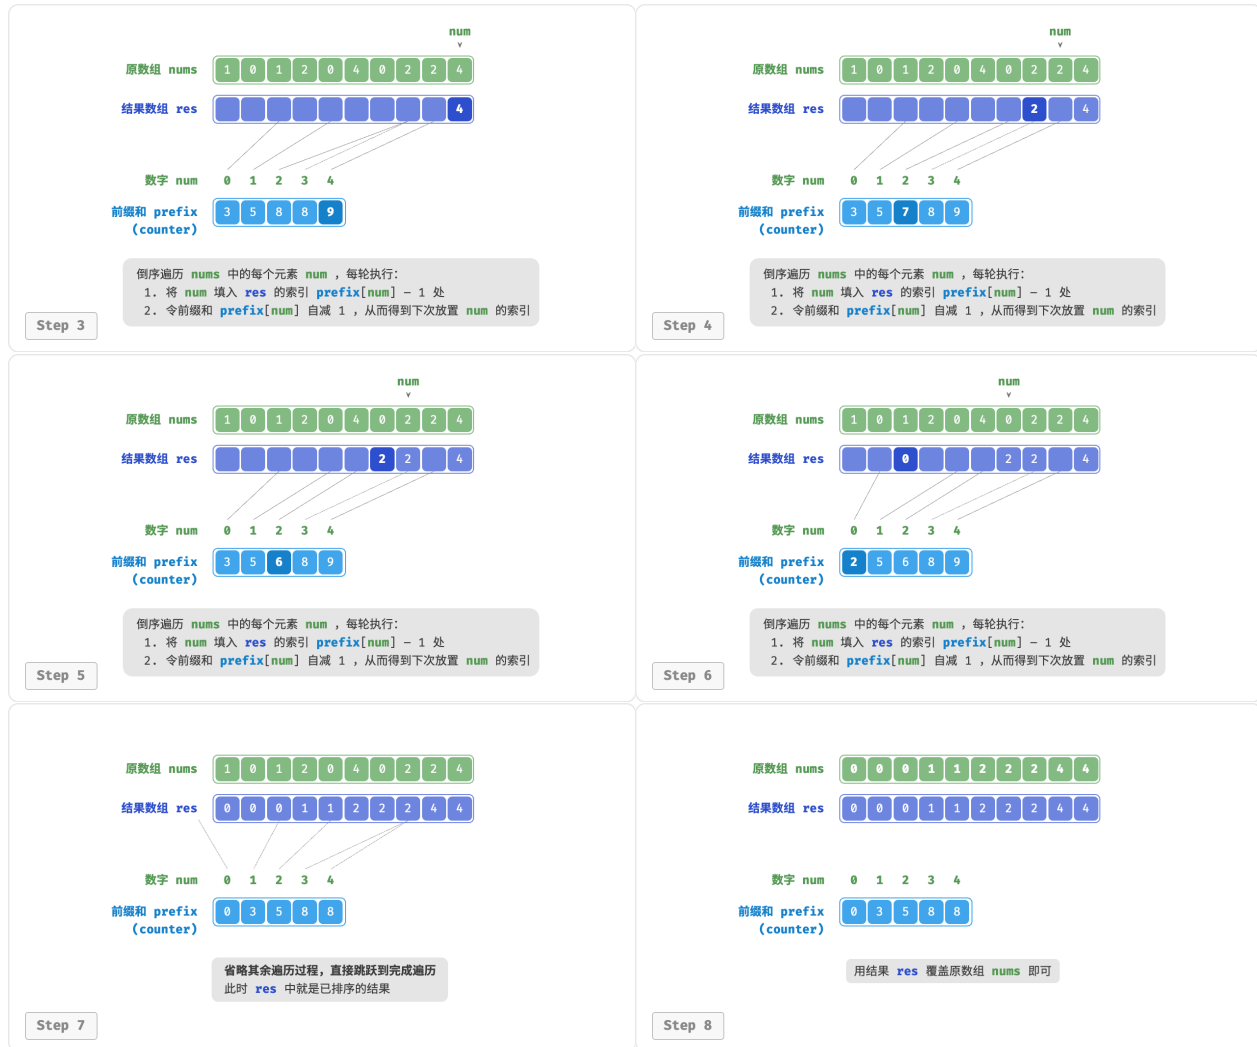 num
原数组 nums 1 0 1 2 0 4 0 2 2 4
结果数组 res 4
数字 num 0 1 2 3 4
前缀和 prefix 3 5 8 8 9
(counter)
倒序遍历 nums 中的每个元素 num ，每轮执行：
1. 将 num 填入 res 的索引 prefix[num] - 1 处
2. 令前缀和 prefix[num] 自减 1 ，从而得到下次放置 num 的索引
Step 3
num
原数组 nums 1 0 1 2 0 4 0 2 2 4
结果数组 res 2 4
数字 num 0 1 2 3 4
前缀和 prefix 3 5 7 8 9
(counter)
倒序遍历 nums 中的每个元素 num ，每轮执行：
1. 将 num 填入 res 的索引 prefix[num] - 1 处
2. 令前缀和 prefix[num] 自减 1 ，从而得到下次放置 num 的索引
Step 4
num
原数组 nums 1 0 1 2 0 4 0 2 2 4
结果数组 res 2 2 4
数字 num 0 1 2 3 4
前缀和 prefix 3 5 6 8 9
(counter)
倒序遍历 nums 中的每个元素 num ，每轮执行：
1. 将 num 填入 res 的索引 prefix[num] - 1 处
2. 令前缀和 prefix[num] 自减 1 ，从而得到下次放置 num 的索引
Step 5
num
原数组 nums 1 0 1 2 0 4 0 2 2 4
结果数组 res 0 2 2 4
数字 num 0 1 2 3 4
前缀和 prefix 2 5 6 8 9
(counter)
倒序遍历 nums 中的每个元素 num ，每轮执行：
1. 将 num 填入 res 的索引 prefix[num] - 1 处
2. 令前缀和 prefix[num] 自减 1 ，从而得到下次放置 num 的索引
Step 6
原数组 nums 1 0 1 2 0 4 0 2 2 4
结果数组 res 0 0 0 1 1 2 2 2 4 4
数字 num 0 1 2 3 4
前缀和 prefix 0 3 5 8 8
(counter)
省略其余遍历过程，直接跳跃到完成遍历
此时 res 中就是已排序的结果
Step 7
原数组 nums 0 0 0 1 1 2 2 2 4 4
结果数组 res 0 0 0 1 1 2 2 2 4 4
数字 num 0 1 2 3 4
前缀和 prefix 0 3 5 8 8
(counter)
用结果 res 覆盖原数组 nums 即可
Step 8